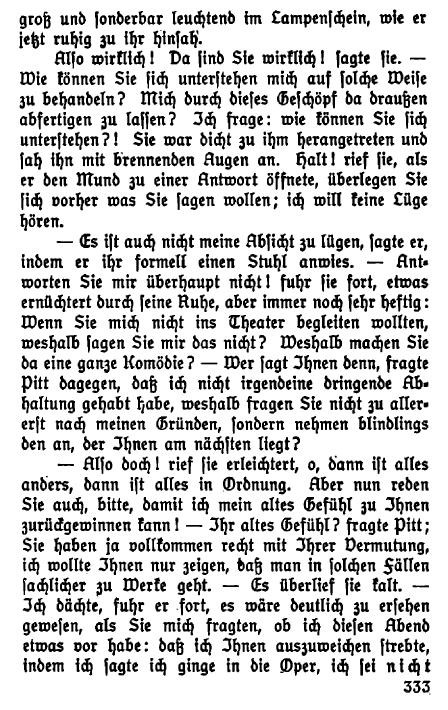 groß und sonderbar leuchtend im Lampenschein, wie er
jetzt ruhig zu ihr hinsah.
Also wirklich! Da sind Sie wirklich! sagte sie. —
Wie können Sie sich unterstehen mich auf solche Weise
zu behandeln? Mich durch dieses Geschöpf da draußen
abfertigen zu lassen? Ich frage: wie können Sie sich
unterstehen?! Sie war dicht zu ihm herangetreten und
sah ihn mit brennenden Augen an. Halt! rief sie, als
er den Mund zu einer Antwort öffnete, überlegen Sie
sich vorher was Sie sagen wollen; ich will keine Lüge
hören.
— Es ist auch nicht meine Absicht zu lügen, sagte er,
indem er ihr formell einen Stuhl anwies. — Ant-
worten Sie mir überhaupt nicht! fuhr sie fort, etwas
ernüchtert durch seine Ruhe, aber immer noch sehr heftig:
Wenn Sie mich nicht ins Theater begleiten wollten,
weshalb sagen Sie mir das nicht? Weshalb machen Sie
da eine ganze Komödie? — Wer sagt Ihnen denn, fragte
Pitt dagegen, daß ich nicht irgendeine dringende Ab-
haltung gehabt habe, weshalb fragen Sie nicht zu aller-
erst nach meinen Gründen, sondern nehmen blindlings
den an, der Ihnen am nächsten liegt?
— Also doch! rief sie erleichtert, o, dann ist alles
anders, dann ist alles in Ordnung. Aber nun reden
Sie auch, bitte, damit ich mein altes Gefühl zu Ihnen
zurückgewinnen kann! — Ihr altes Gefühl? fragte Pitt;
Sie haben ja vollkommen recht mit Ihrer Vermutung,
ich wollte Ihnen nur zeigen, daß man in solchen Fällen
sachlicher zu Werke geht. — Es überlief sie kalt. —
Ich dächte, fuhr er fort, es wäre deutlich zu ersehen
gewesen, als Sie mich fragten, ob ich diesen Abend
etwas vor habe: daß ich Ihnen auszuweichen strebte,
indem ich sagte ich ginge in die Oper, ich sei nicht
333